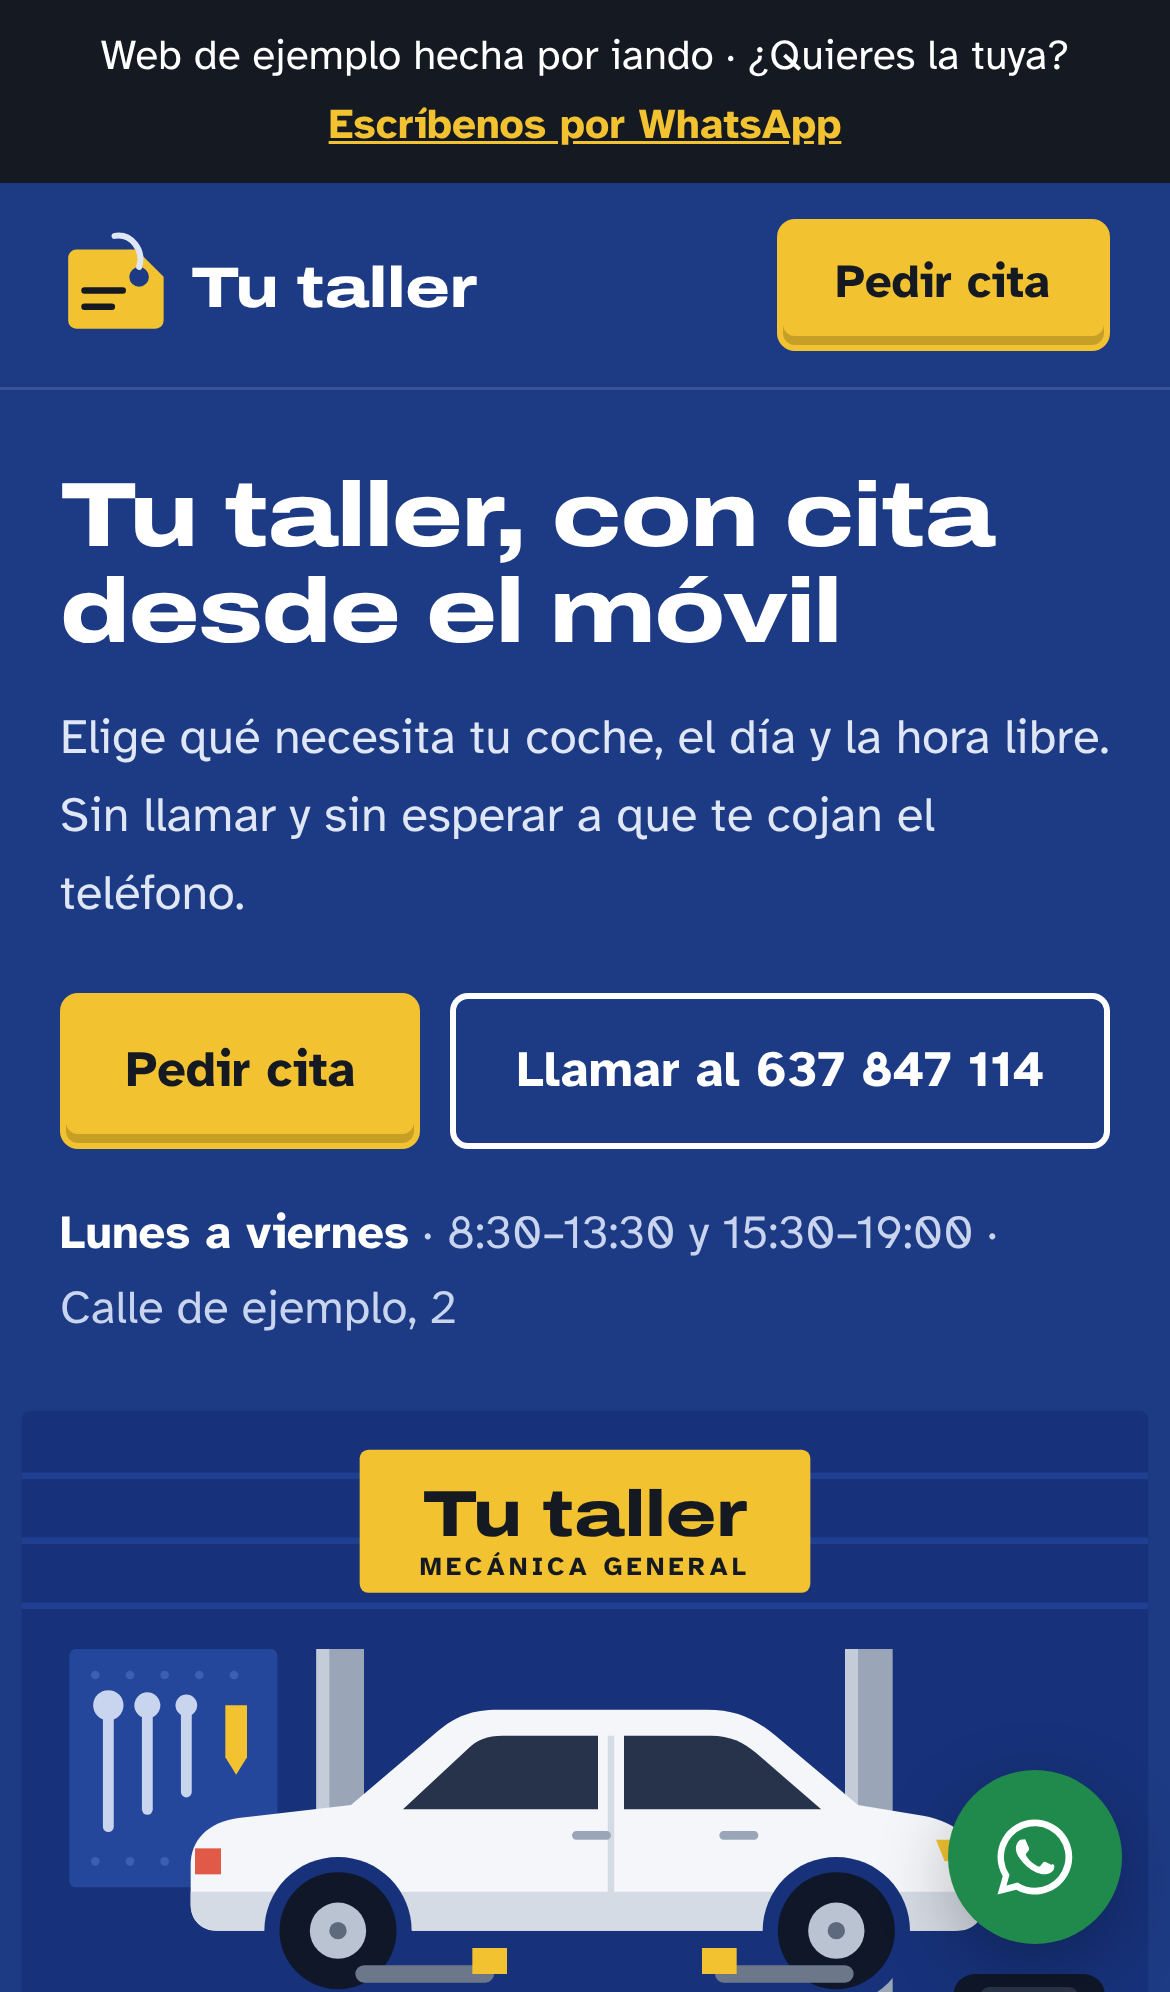 Web de ejemplo hecha por iando · ¿Quieres la tuya?
Escríbenos por WhatsApp
Tu taller
Pedir cita
Tu taller, con cita
desde el móvil
Elige qué necesita tu coche, el día y la hora libre.
Sin llamar y sin esperar a que te cojan el
teléfono.
Pedir cita
Llamar al 637 847 114
Lunes a viernes · 8:30–13:30 y 15:30–19:00 ·
Calle de ejemplo, 2
Tu taller
MECÁNICA GENERAL